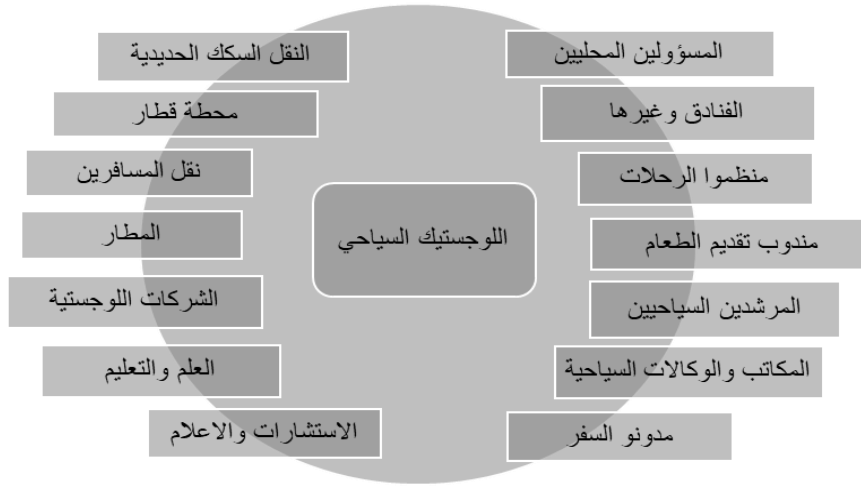 المسؤولين المحليين
الفنادق وغيرها
منظموا الرحلات
مندوب تقديم الطعام
المرشدين السياحيين
المكاتب والوكالات السياحية
مدونو السفر
اللوجستيك السياحي
النقل السكك الحديدية
محطة قطار
نقل المسافرين
المطار
الشركات اللوجستية
العلم والتعليم
الاستشارات والاعلام